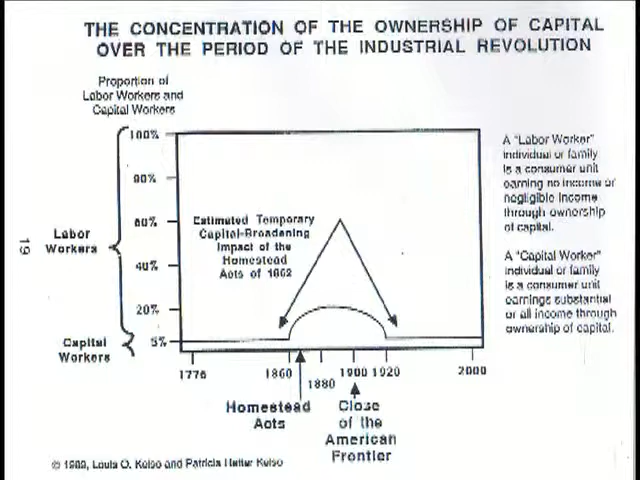 THE CONCENTRATION OF THE OWNERSHIP OF CAPITAL
OVER THE PERIOD OF THE INDUSTRIAL REVOLUTION
Proportion of
Labor Workers and
Capital Workers
100%
80%
60%
40%
20%
5%
Labor
Workers
Capital
Workers
19
Estimated Temporary
Capital-Broadening
Impact of the
Homestead
Acts of 1862
1776
1860
1880
1900
1920
2000
Homestead
Acts
Close
of the
American
Frontier
A "Labor Worker"
individual or family
is a consumer unit
earning no income or
negligible income
through ownership
of capital.
A "Capital Worker"
individual or family
is a consumer unit
earnings substantial
or all income through
ownership of capital.
© 1989, Louis O. Kelso and Patricia Hetter Kelso